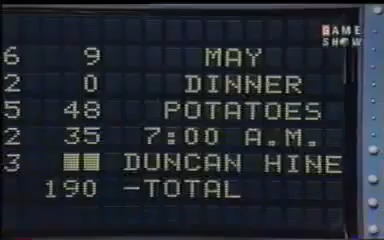 GAME
SHOW
6 9 MAY
2 0 DINNER
5 48 POTATOES
2 35 7:00 A.M.
3 DUNCAN HINE
190 -TOTAL